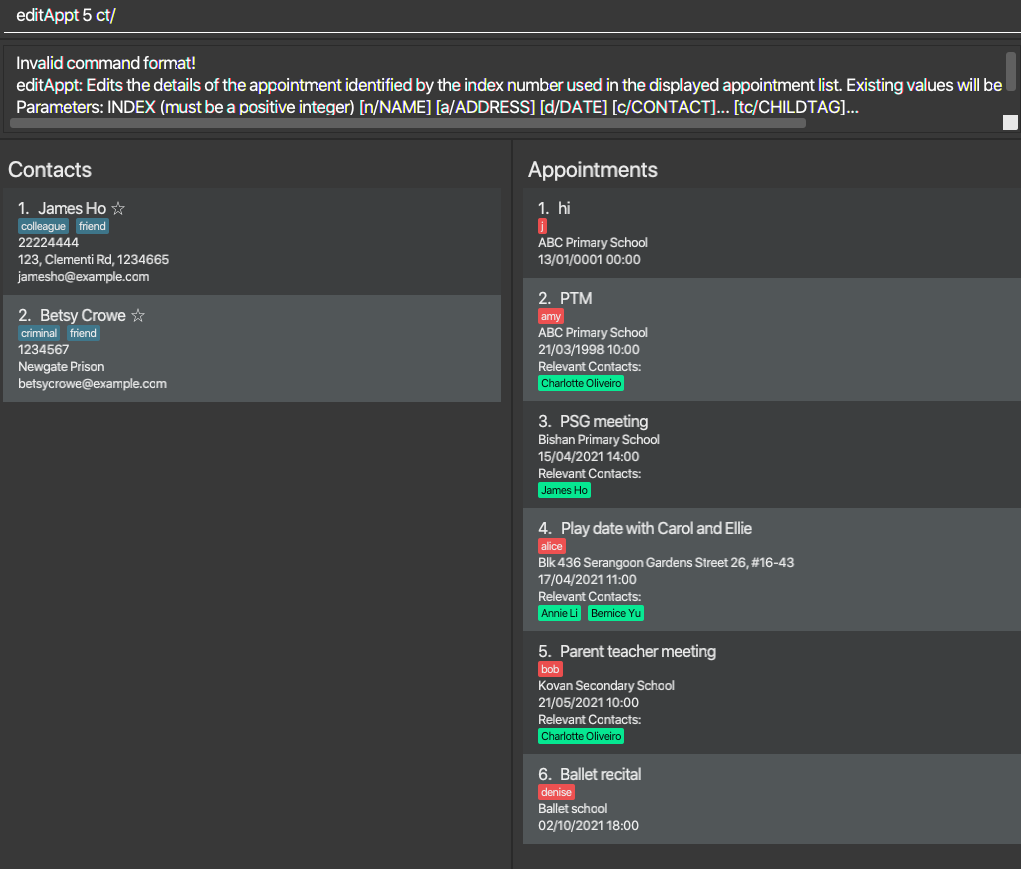 editAppt 5 ct/
Invalid command format!
editAppt: Edits the details of the appointment identified by the index number used in the displayed appointment list. Existing values will be
Parameters: INDEX (must be a positive integer) [n/NAME] [a/ADDRESS] [d/DATE] [c/CONTACT]... [tc/CHILDTAG]...
Contacts
1. James Ho ☆
colleague friend
22224444
123, Clementi Rd, 1234665
jamesho@example.com
2. Betsy Crowe ☆
criminal friend
1234567
Newgate Prison
betsycrowe@example.com
Appointments
1. hi
j
ABC Primary School
13/01/0001 00:00
2. PTM
amy
ABC Primary School
21/03/1998 10:00
Relevant Contacts:
Charlotte Oliveiro
3. PSG meeting
Bishan Primary School
15/04/2021 14:00
Relevant Contacts:
James Ho
4. Play date with Carol and Ellie
alice
Blk 436 Serangoon Gardens Street 26, #16-43
17/04/2021 11:00
Relevant Contacts:
Annie Li Bernice Yu
5. Parent teacher meeting
bob
Kovan Secondary School
21/05/2021 10:00
Relevant Contacts:
Charlotte Oliveiro
6. Ballet recital
denise
Ballet school
02/10/2021 18:00